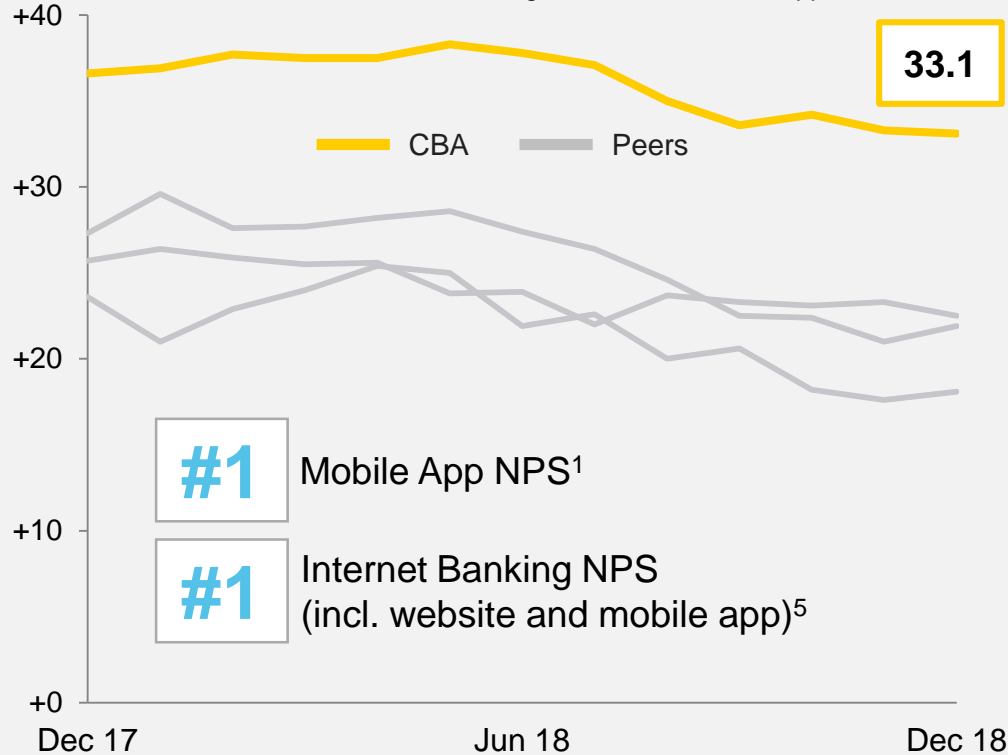 +40
33.1
CBA
Peers
+30
+20
#1 Mobile App NPS1
+10
#1 Internet Banking NPS
(incl. website and mobile app)5
+0
Dec 17 Jun 18 Dec 18